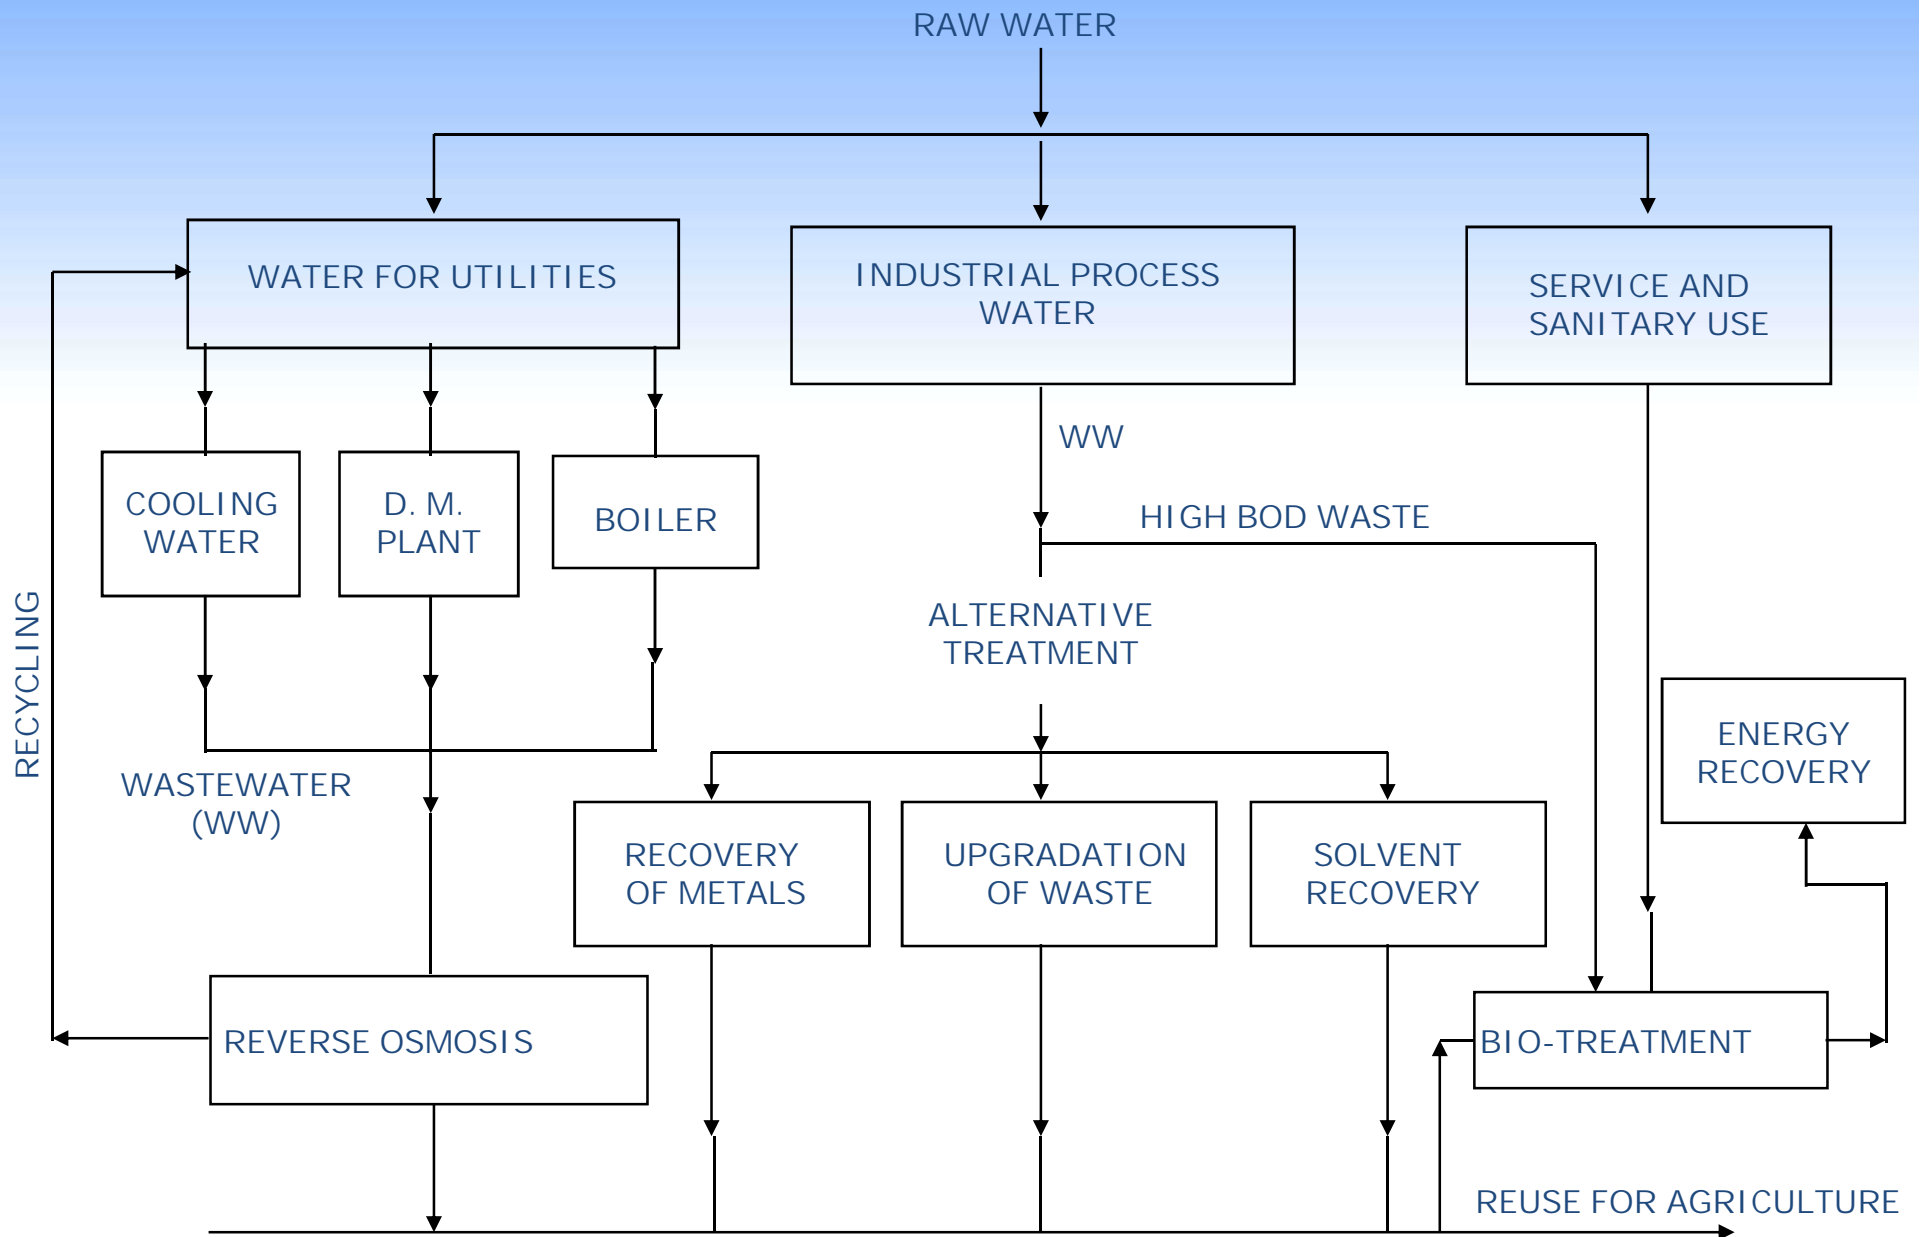 RAW WATER
WATER FOR UTILITIES
INDUSTRIAL PROCESS
WATER
SERVICE AND
SANITARY USE
WW
COOLING
WATER
D. M.
PLANT
BOILER
HIGH BOD WASTE
RECYCLING
ALTERNATIVE
TREATMENT
ENERGY
RECOVERY
WASTEWATER
(WW)
RECOVERY
OF METALS
UPGRADATION
OF WASTE
SOLVENT
RECOVERY
REVERSE OSMOSIS
BIO-TREATMENT
REUSE FOR AGRICULTURE